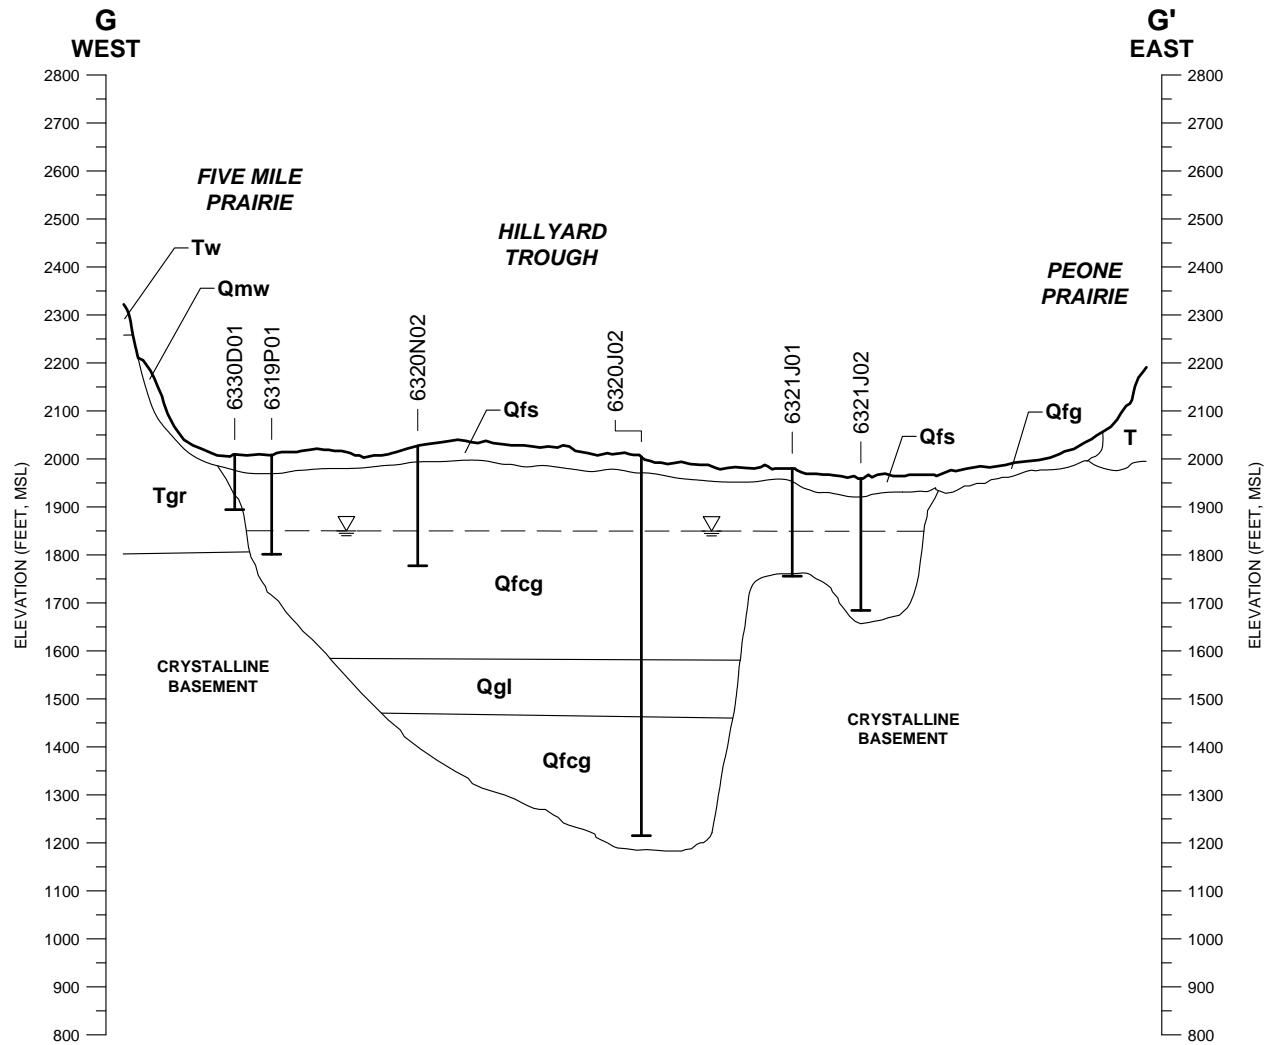 G
WEST
G'
EAST
2800
2700
2600
2500
2400
2300
2200
2100
2000
1900
1800
1700
1600
1500
1400
1300
1200
1100
1000
900
800
ELEVATION (FEET, MSL)
FIVE MILE
PRAIRIE
HILLYARD
TROUGH
PEONE
PRAIRIE
Tw
Qmw
6330D01
6319P01
6320N02
6320J02
6321J01
6321J02
Qfs
Qfs
Qfg
T
Tgr
Qfcg
Qgl
Qfcg
CRYSTALLINE
BASEMENT
CRYSTALLINE
BASEMENT
2800
2700
2600
2500
2400
2300
2200
2100
2000
1900
1800
1700
1600
1500
1400
1300
1200
1100
1000
900
800
ELEVATION (FEET, MSL)